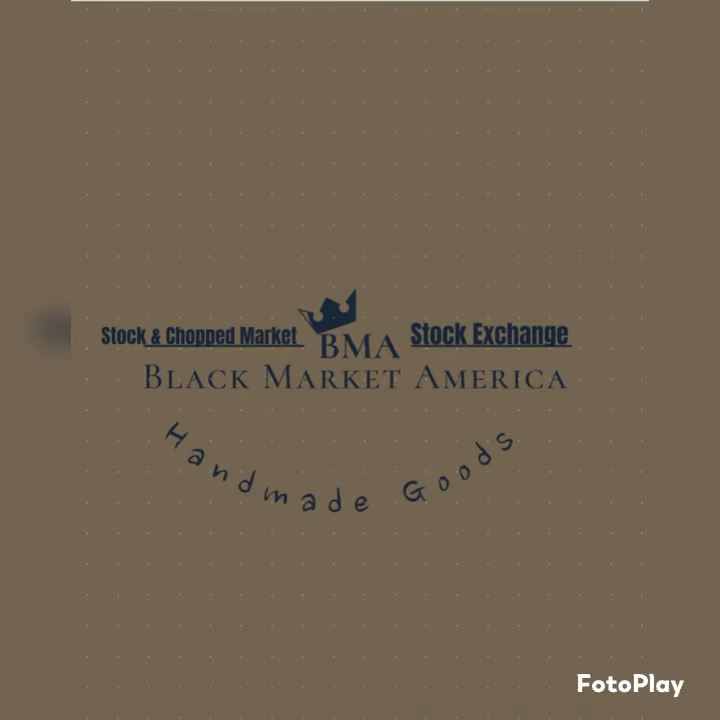 Stock & Chopped Market
Stock Exchange
BMA
BLACK MARKET AMERICA
Handmade Goods
FotoPlay